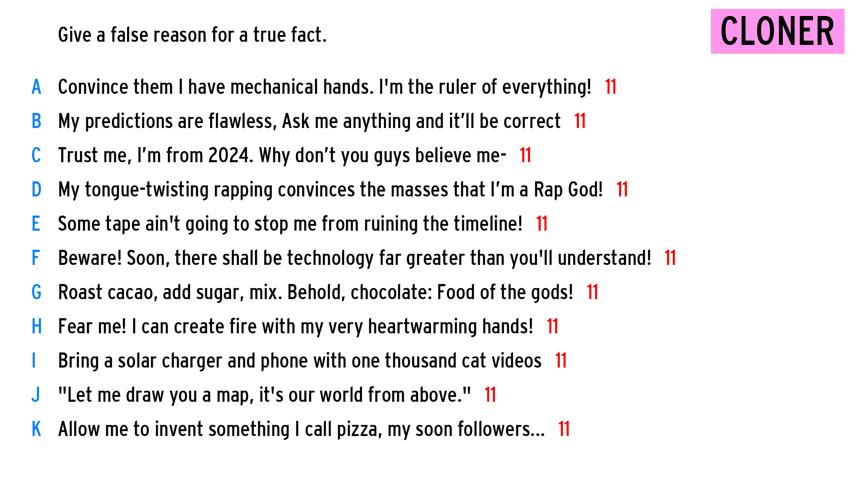 Give a false reason for a true fact.
CLONER
A Convince them I have mechanical hands. I'm the ruler of everything! 11
B My predictions are flawless, Ask me anything and it’ll be correct 11
C Trust me, I’m from 2024. Why don’t you guys believe me- 11
D My tongue-twisting rapping convinces the masses that I’m a Rap God! 11
E Some tape ain't going to stop me from ruining the timeline! 11
F Beware! Soon, there shall be technology far greater than you'll understand! 11
G Roast cacao, add sugar, mix. Behold, chocolate: Food of the gods! 11
H Fear me! I can create fire with my very heartwarming hands! 11
I Bring a solar charger and phone with one thousand cat videos 11
J "Let me draw you a map, it's our world from above." 11
K Allow me to invent something I call pizza, my soon followers... 11